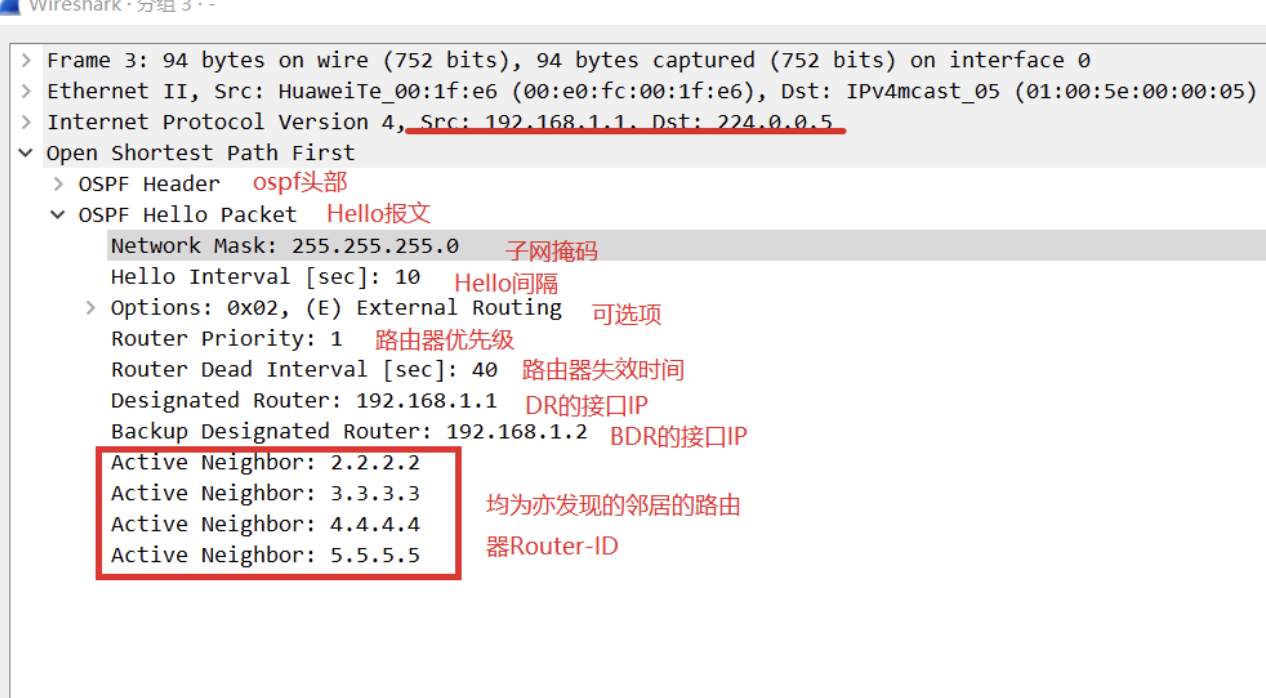 Wireshark · 分组 3 · -
Frame 3: 94 bytes on wire (752 bits), 94 bytes captured (752 bits) on interface 0
Ethernet II, Src: HuaweiTe_00:1f:e6 (00:e0:fc:00:1f:e6), Dst: IPv4mcast_05 (01:00:5e:00:00:05)
Internet Protocol Version 4, Src: 192.168.1.1, Dst: 224.0.0.5
Open Shortest Path First
OSPF Header ospf头部
OSPF Hello Packet Hello报文
Network Mask: 255.255.255.0 子网掩码
Hello Interval [sec]: 10 Hello间隔
Options: 0x02, (E) External Routing 可选项
Router Priority: 1 路由器优先级
Router Dead Interval [sec]: 40 路由器失效时间
Designated Router: 192.168.1.1 DR的接口IP
Backup Designated Router: 192.168.1.2 BDR的接口IP
Active Neighbor: 2.2.2.2
Active Neighbor: 3.3.3.3 均为亦发现的邻居的路由
Active Neighbor: 4.4.4.4
Active Neighbor: 5.5.5.5 器Router-ID